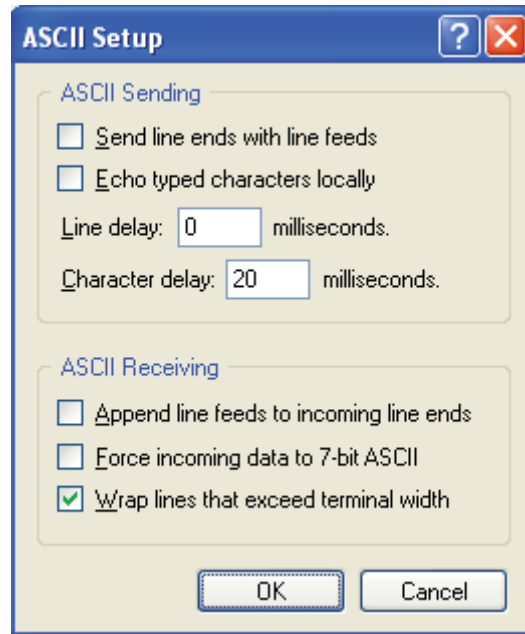 ASCII Setup
ASCII Sending
Send line ends with line feeds
Echo typed characters locally
Line delay: 0 milliseconds.
Character delay: 20 milliseconds.
ASCII Receiving
Append line feeds to incoming line ends
Force incoming data to 7-bit ASCII
Wrap lines that exceed terminal width
OK Cancel